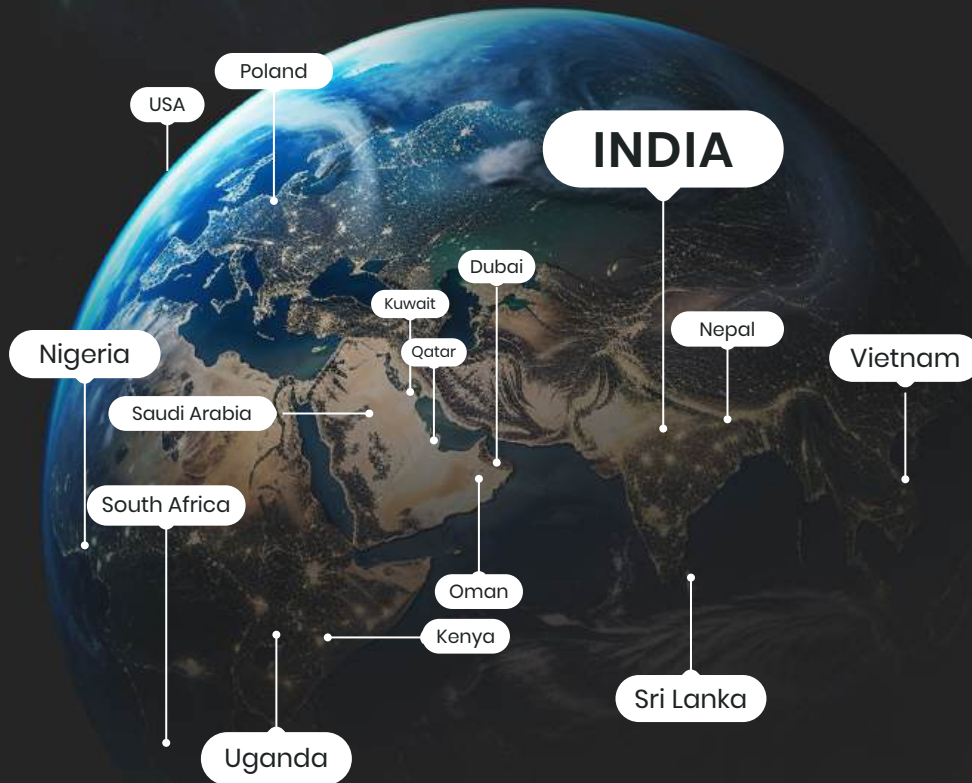 Poland
USA
INDIA
Dubai
Kuwait
Nepal
Qatar
Nigeria
Vietnam
Saudi Arabia
South Africa
Oman
Kenya
Sri Lanka
Uganda